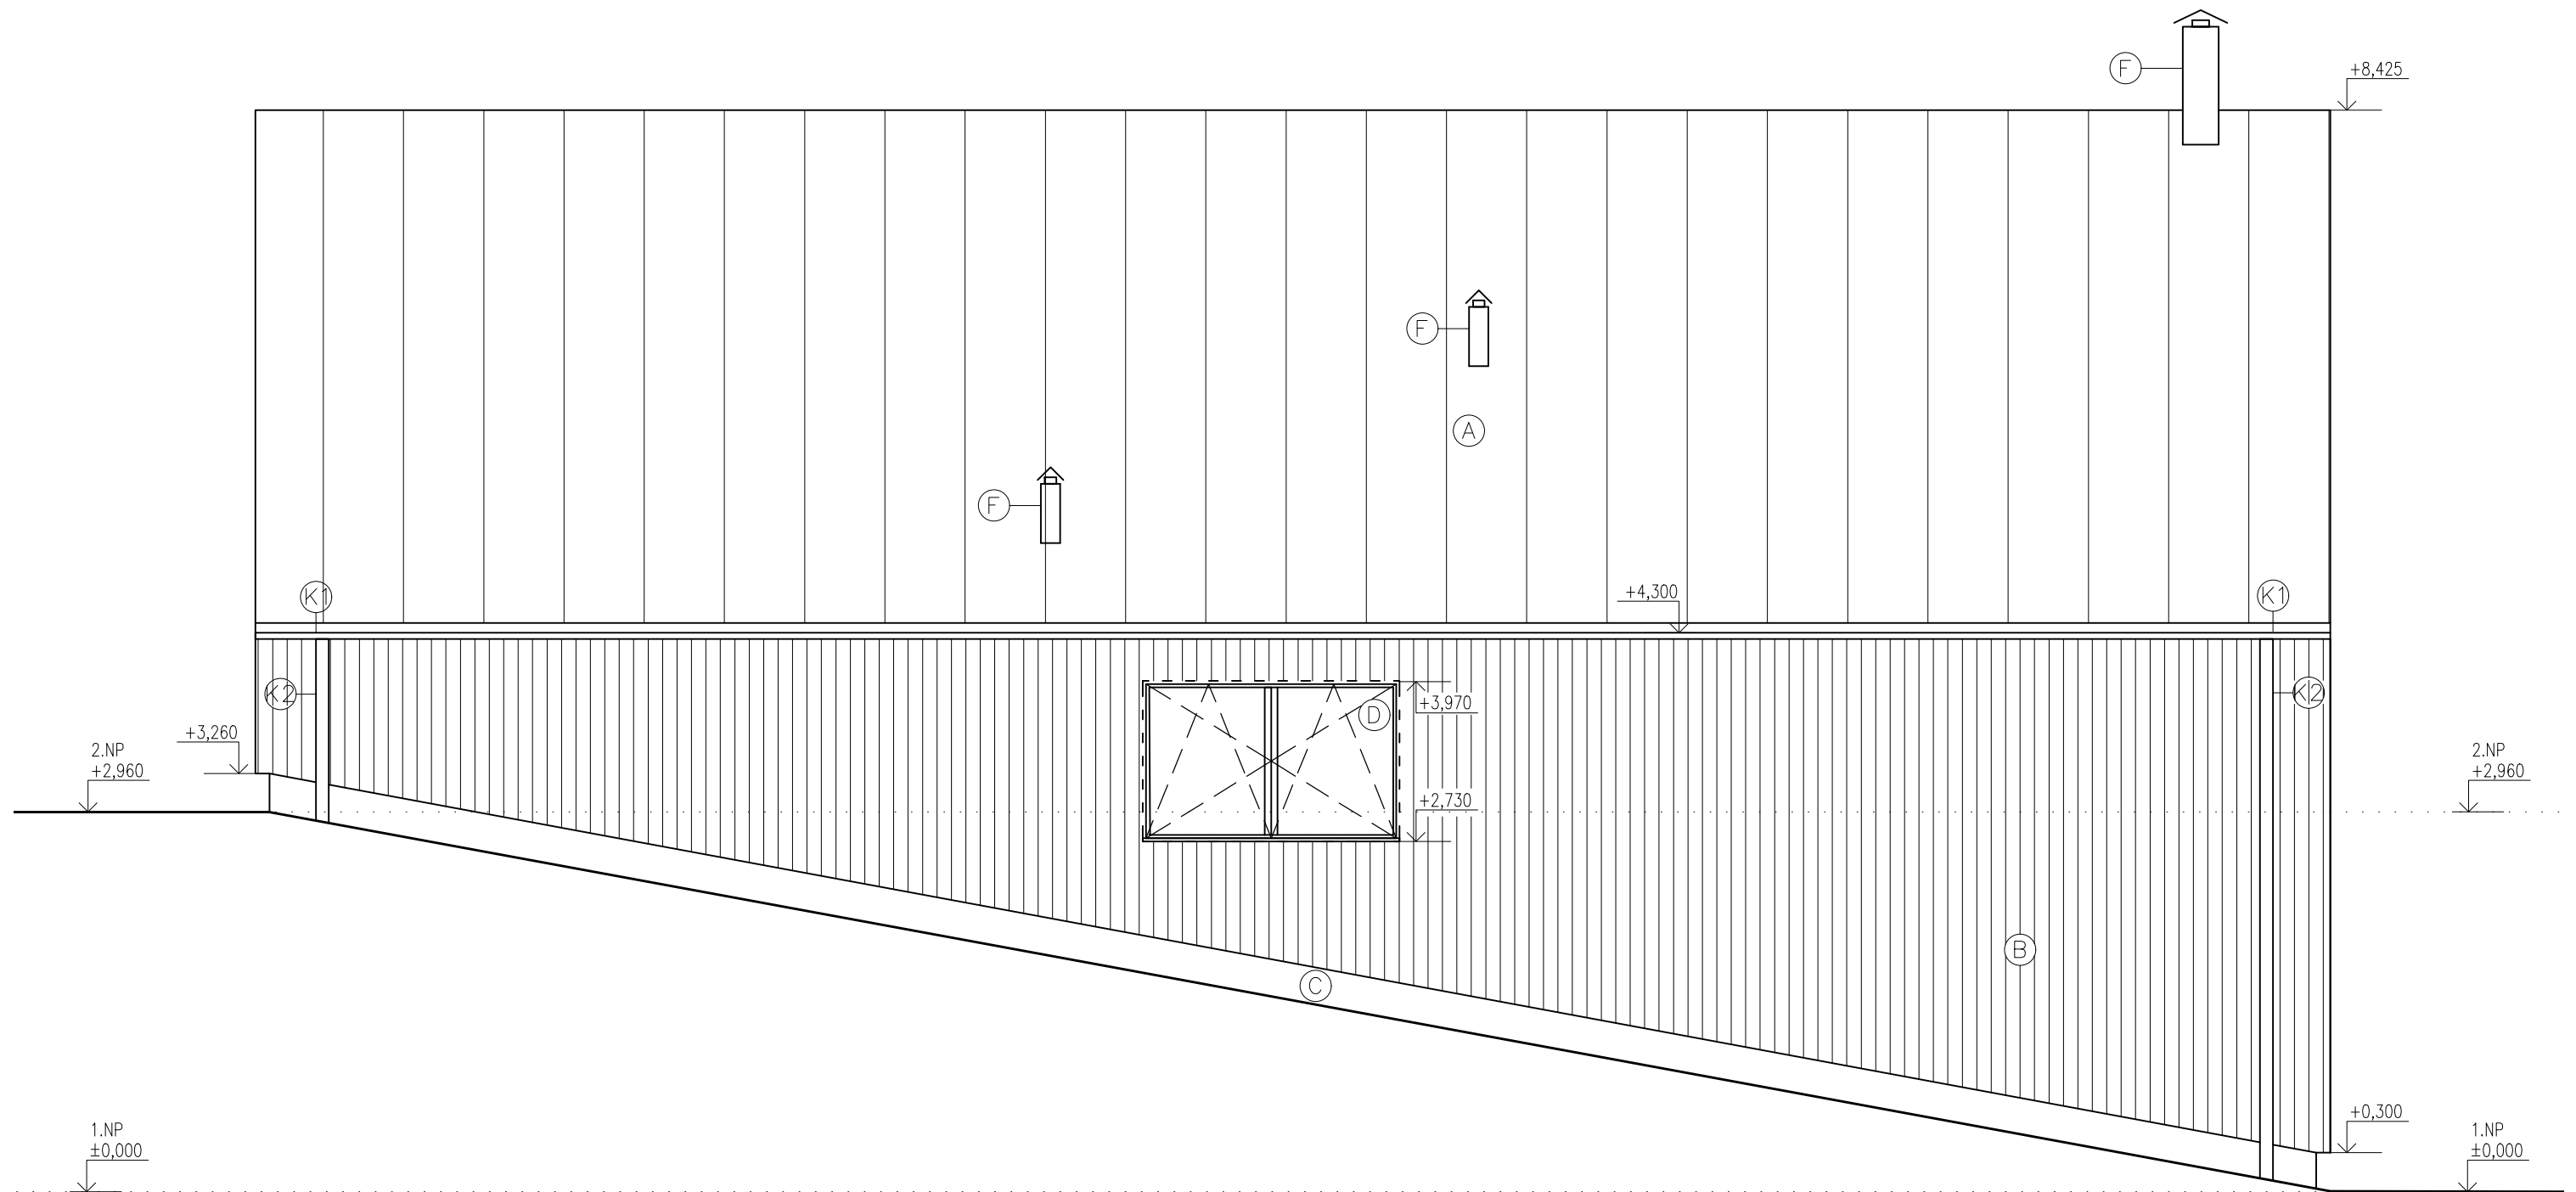 F
+8,425
F
A
F
K1
+4,300
K1
K2
K2
+3,970
D
+3,260
2.NP
+2,960
2.NP
+2,960
+2,730
B
C
+0,300
1.NP
±0,000
1.NP
±0,000